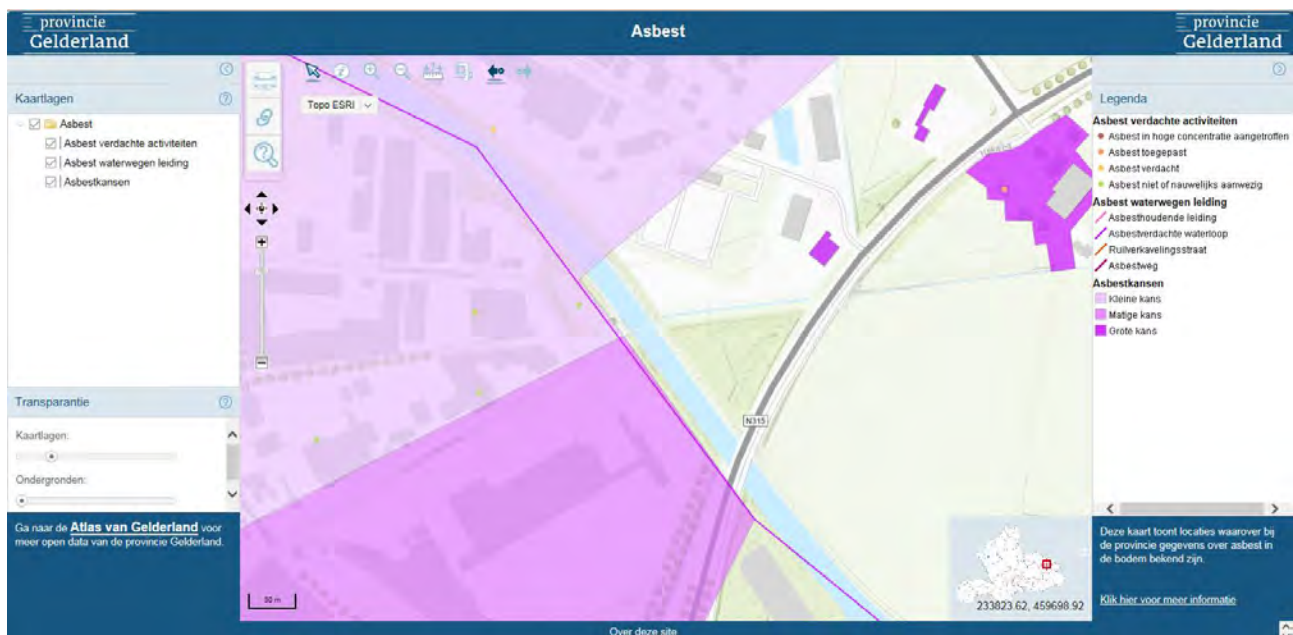 provincie
Gelderland
Asbest
provincie
Gelderland
Kaartlagen
Asbest
Asbest verdachte activiteiten
Asbest waterwegen leiding
Asbestkansen
Transparantie
Kaartlagen:
Ondergronden:
Ga naar de Atlas van Gelderland voor
meer open data van de provincie Gelderland.
Topo ESRI
N315
233823.62, 459698.92
Legenda
Asbest verdachte activiteiten
Asbest in hoge concentratie aangetroffen
Asbest toegepast
Asbest verdacht
Asbest niet of nauwelijks aanwezig
Asbest waterwegen leiding
Asbesthoudende leiding
Asbestverdachte waterloop
Ruilverkavelingsstraat
Asbestweg
Asbestkansen
Kleine kans
Matige kans
Grote kans
Deze kaart toont locaties waarover bij
de provincie gegevens over asbest in
de bodem bekend zijn.
Klik hier voor meer informatie
Over deze site